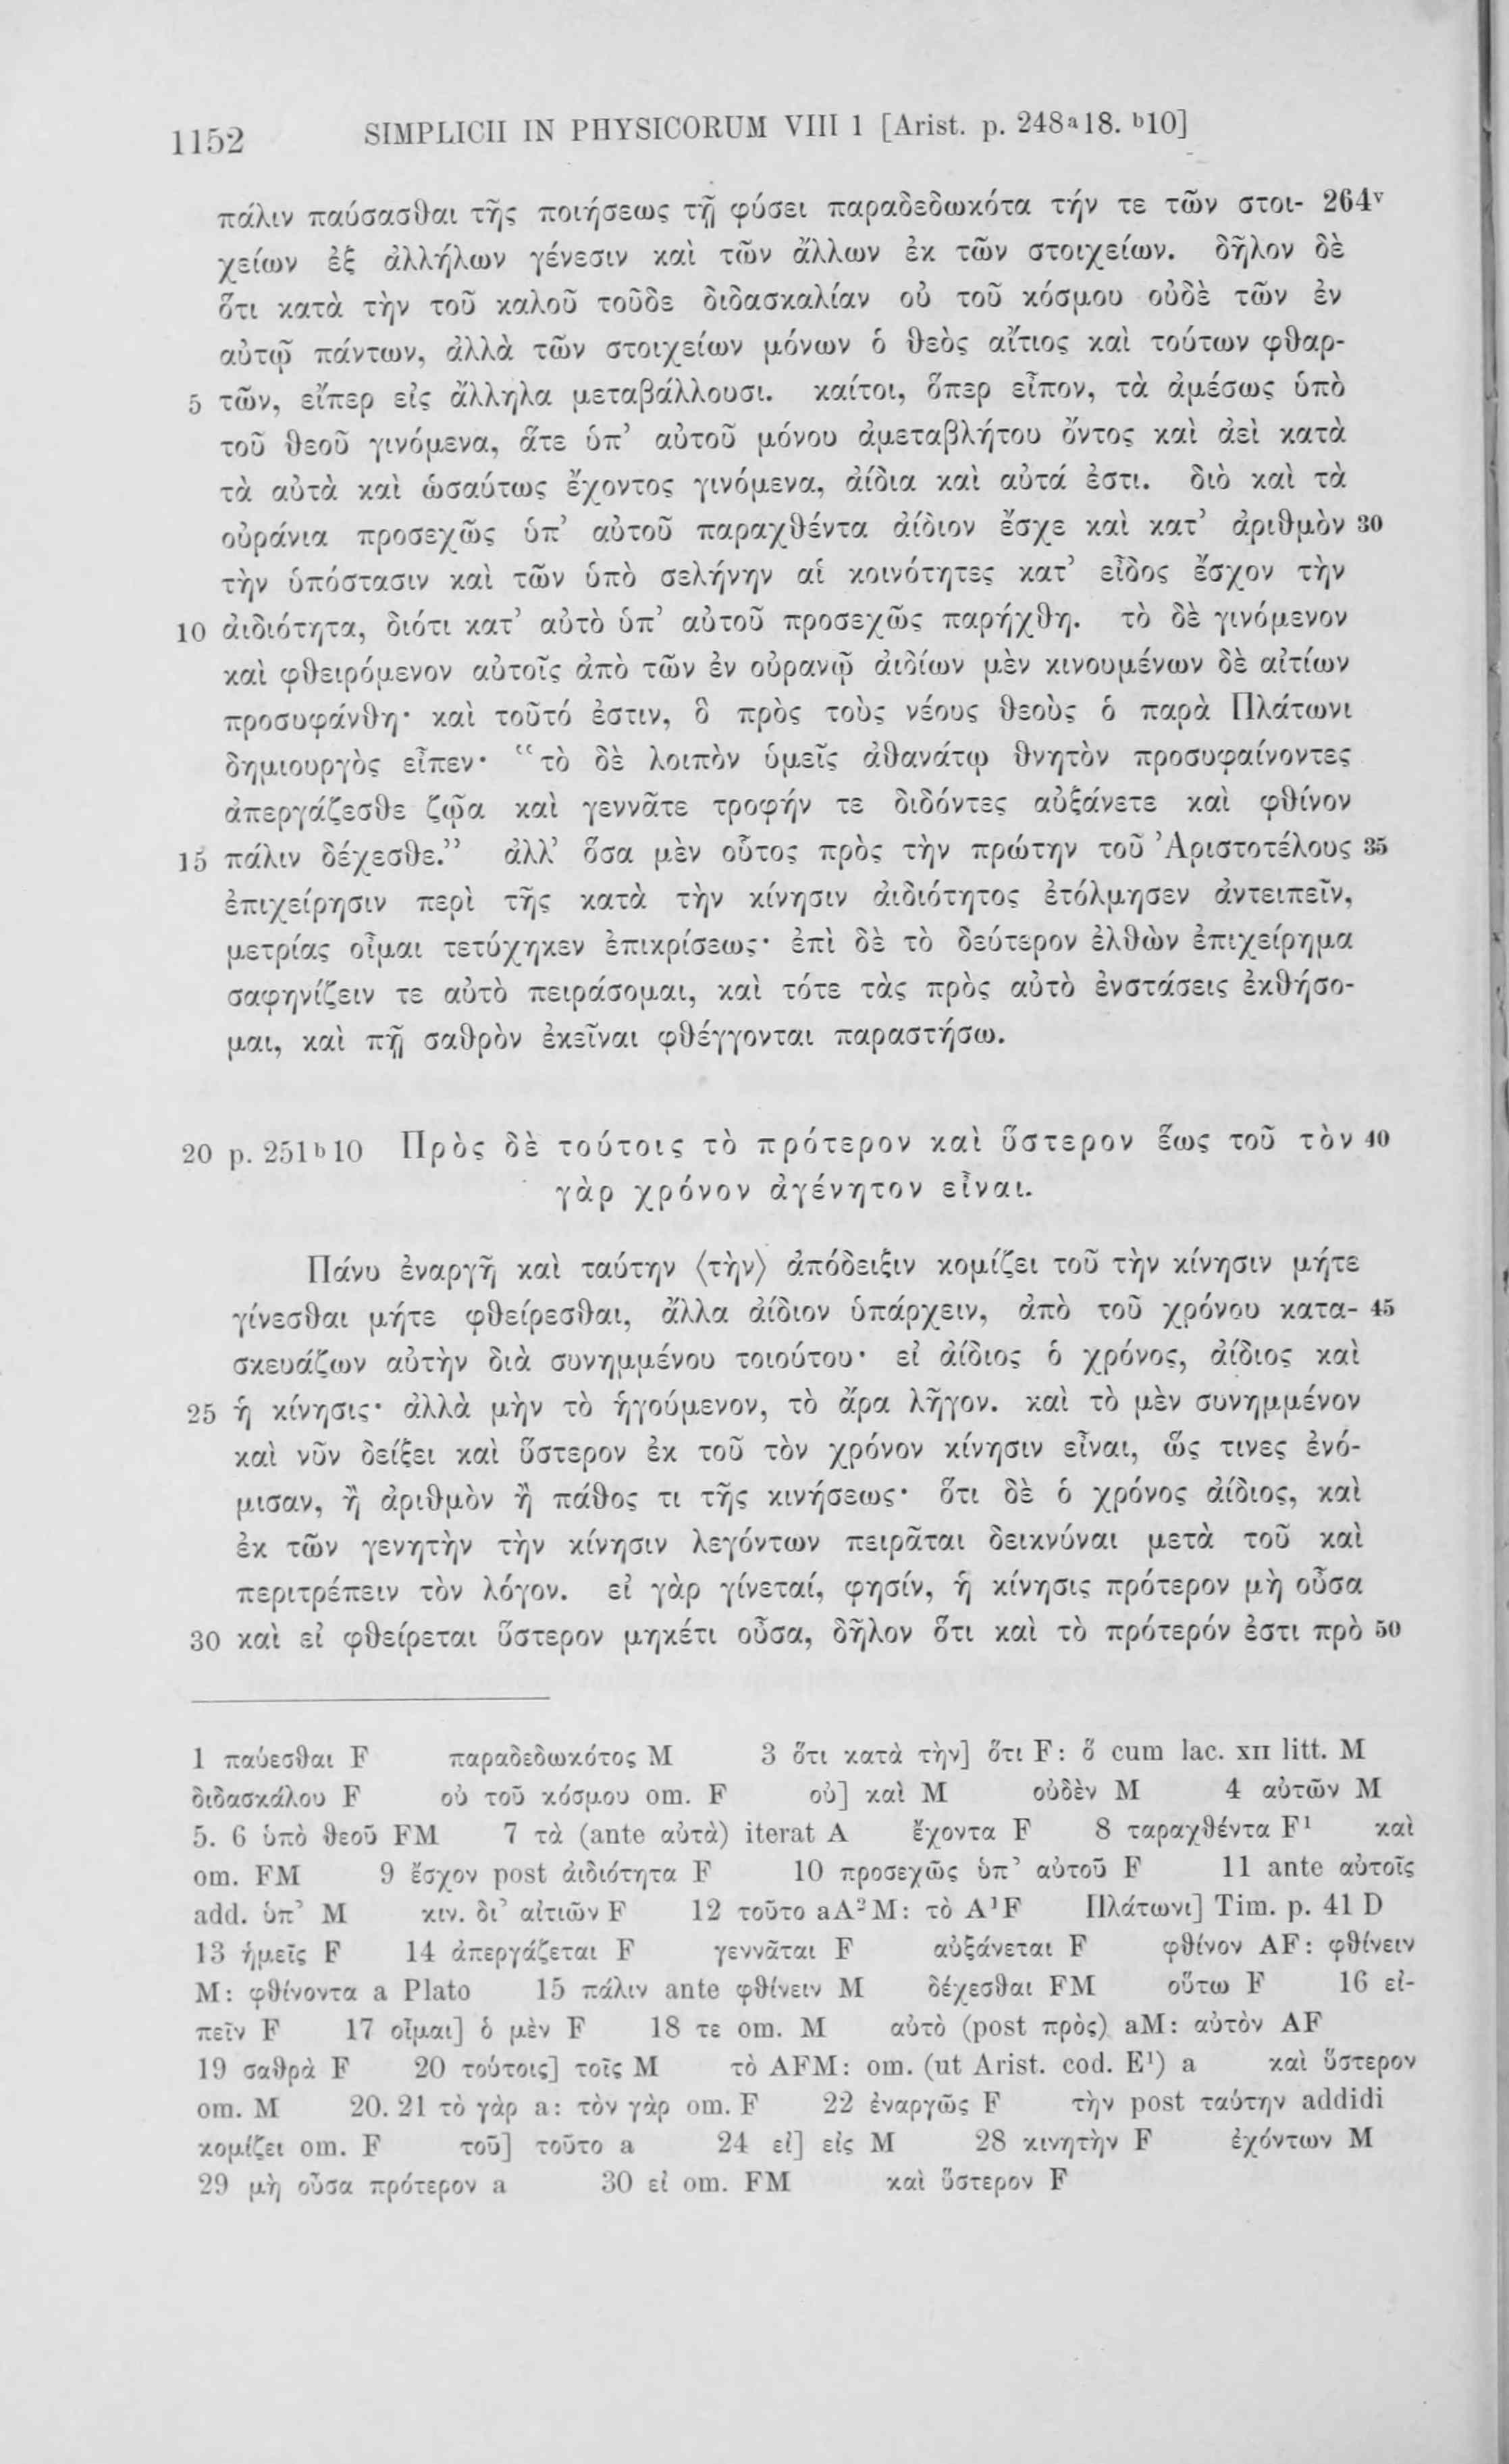 1152 SIMPLICII IN PHYSICORUM VIII 1 [Arist. p. 248ᵃ18. ᵇ10]
πάλιν παύσασθαι τῆς ποιήσεως τῇ φύσει παραδεδωκότα τήν τε τῶν στοι- 264ᵛ
χείων ἐξ ἀλλήλων γένεσιν καὶ τῶν ἄλλων ἐκ τῶν στοιχείων. δῆλον δὲ
ὅτι κατὰ τὴν τοῦ καλοῦ τοῦδε διδασκαλίαν οὐ τοῦ κόσμου οὐδὲ τῶν ἐν
αὐτῷ πάντων, ἀλλὰ τῶν στοιχείων μόνων ὁ θεὸς αἴτιος καὶ τούτων φθαρ-
5 τῶν, εἴπερ εἰς ἄλληλα μεταβάλλουσι. καίτοι, ὅπερ εἶπον, τὰ ἀμέσως ὑπὸ
τοῦ θεοῦ γινόμενα, ἅτε ὑπ' αὐτοῦ μόνου ἀμεταβλήτου ὄντος καὶ ἀεὶ κατὰ
τὰ αὐτὰ καὶ ὡσαύτως ἔχοντος γινόμενα, ἀίδια καὶ αὐτά ἐστι. διὸ καὶ τὰ
οὐράνια προσεχῶς ὑπ' αὐτοῦ παραχθέντα ἀίδιον ἔσχε καὶ κατ' ἀριθμὸν 30
τὴν ὑπόστασιν καὶ τῶν ὑπὸ σελήνην αἱ κοινότητες κατ' εἶδος ἔσχον τὴν
10 ἀιδιότητα, διότι κατ' αὐτὸ ὑπ' αὐτοῦ προσεχῶς παρήχθη. τὸ δὲ γινόμενον
καὶ φθειρόμενον αὐτοῖς ἀπὸ τῶν ἐν οὐρανῷ ἀιδίων μὲν κινουμένων δὲ αἰτίων
προσυφάνθη· καὶ τοῦτό ἐστιν, ὃ πρὸς τοὺς νέους θεοὺς ὁ παρὰ Πλάτωνι
δημιουργὸς εἶπεν· “τὸ δὲ λοιπὸν ὑμεῖς ἀθανάτῳ θνητὸν προσυφαίνοντες
ἀπεργάζεσθε ζῷα καὶ γεννᾶτε τροφήν τε διδόντες αὐξάνετε καὶ φθίνον
15 πάλιν δέχεσθε.” ἀλλ' ὅσα μὲν οὗτος πρὸς τὴν πρώτην τοῦ Ἀριστοτέλους 35
ἐπιχείρησιν περὶ τῆς κατὰ τὴν κίνησιν ἀιδιότητος ἐτόλμησεν ἀντειπεῖν,
μετρίας οἶμαι τετύχηκεν ἐπικρίσεως· ἐπὶ δὲ τὸ δεύτερον ἐλθὼν ἐπιχείρημα
σαφηνίζειν τε αὐτὸ πειράσομαι, καὶ τότε τὰς πρὸς αὐτὸ ἐνστάσεις ἐκθήσο-
μαι, καὶ πῇ σαθρὸν ἐκεῖναι φθέγγονται παραστήσω.
20 p. 251ᵇ10 Πρὸς δὲ τούτοις τὸ πρότερον καὶ ὕστερον ἕως τοῦ τὸν 40
γὰρ χρόνον ἀγένητον εἶναι.
Πάνυ ἐναργῆ καὶ ταύτην ⟨τὴν⟩ ἀπόδειξιν κομίζει τοῦ τὴν κίνησιν μήτε
γίνεσθαι μήτε φθείρεσθαι, ἄλλα ἀίδιον ὑπάρχειν, ἀπὸ τοῦ χρόνου κατα- 45
σκευάζων αὐτὴν διὰ συνημμένου τοιούτου· εἰ ἀίδιος ὁ χρόνος, ἀίδιος καὶ
25 ἡ κίνησις· ἀλλὰ μὴν τὸ ἡγούμενον, τὸ ἄρα λῆγον. καὶ τὸ μὲν συνημμένον
καὶ νῦν δείξει καὶ ὕστερον ἐκ τοῦ τὸν χρόνον κίνησιν εἶναι, ὥς τινες ἐνό-
μισαν, ἢ ἀριθμὸν ἢ πάθος τι τῆς κινήσεως· ὅτι δὲ ὁ χρόνος ἀίδιος, καὶ
ἐκ τῶν γενητὴν τὴν κίνησιν λεγόντων πειρᾶται δεικνύναι μετὰ τοῦ καὶ
περιτρέπειν τὸν λόγον. εἰ γὰρ γίνεταί, φησίν, ἡ κίνησις πρότερον μὴ οὖσα
30 καὶ εἰ φθείρεται ὕστερον μηκέτι οὖσα, δῆλον ὅτι καὶ τὸ πρότερόν ἐστι πρὸ 50
1 παύεσθαι F παραδεδωκότος M 3 ὅτι κατὰ τὴν] ὅτι F: ὅ cum lac. xii litt. M
διδασκάλου F οὐ τοῦ κόσμου om. F οὐ] καὶ M οὐδὲν M 4 αὐτῶν M
5. 6 ὑπὸ θεοῦ FM 7 τὰ (ante αὐτὰ) iterat A ἔχοντα F 8 ταραχθέντα F¹ καὶ
om. FM 9 ἔσχον post ἀιδιότητα F 10 προσεχῶς ὑπ' αὐτοῦ F 11 ante αὐτοῖς
add. ὑπ' M κιν. δι' αἰτιῶν F 12 τοῦτο aA²M: τὸ A¹F Πλάτωνι] Tim. p. 41 D
13 ἡμεῖς F 14 ἀπεργάζεται F γεννᾶται F αὐξάνεται F φθίνον AF: φθίνειν
M: φθίνοντα a Plato 15 πάλιν ante φθίνειν M δέχεσθαι FM οὕτω F 16 εἰ-
πεῖν F 17 οἶμαι] ὁ μὲν F 18 τε om. M αὐτὸ (post πρὸς) aM: αὐτὸν AF
19 σαθρὰ F 20 τούτοις] τοῖς M τὸ AFM: om. (ut Arist. cod. E¹) a καὶ ὕστερον
om. M 20. 21 τὸ γὰρ a: τὸν γὰρ om. F 22 ἐναργῶς F τὴν post ταύτην addidi
κομίζει om. F τοῦ] τοῦτο a 24 εἰ] εἰς M 28 κινητὴν F ἐχόντων M
29 μὴ οὖσα πρότερον a 30 εἰ om. FM καὶ ὕστερον F